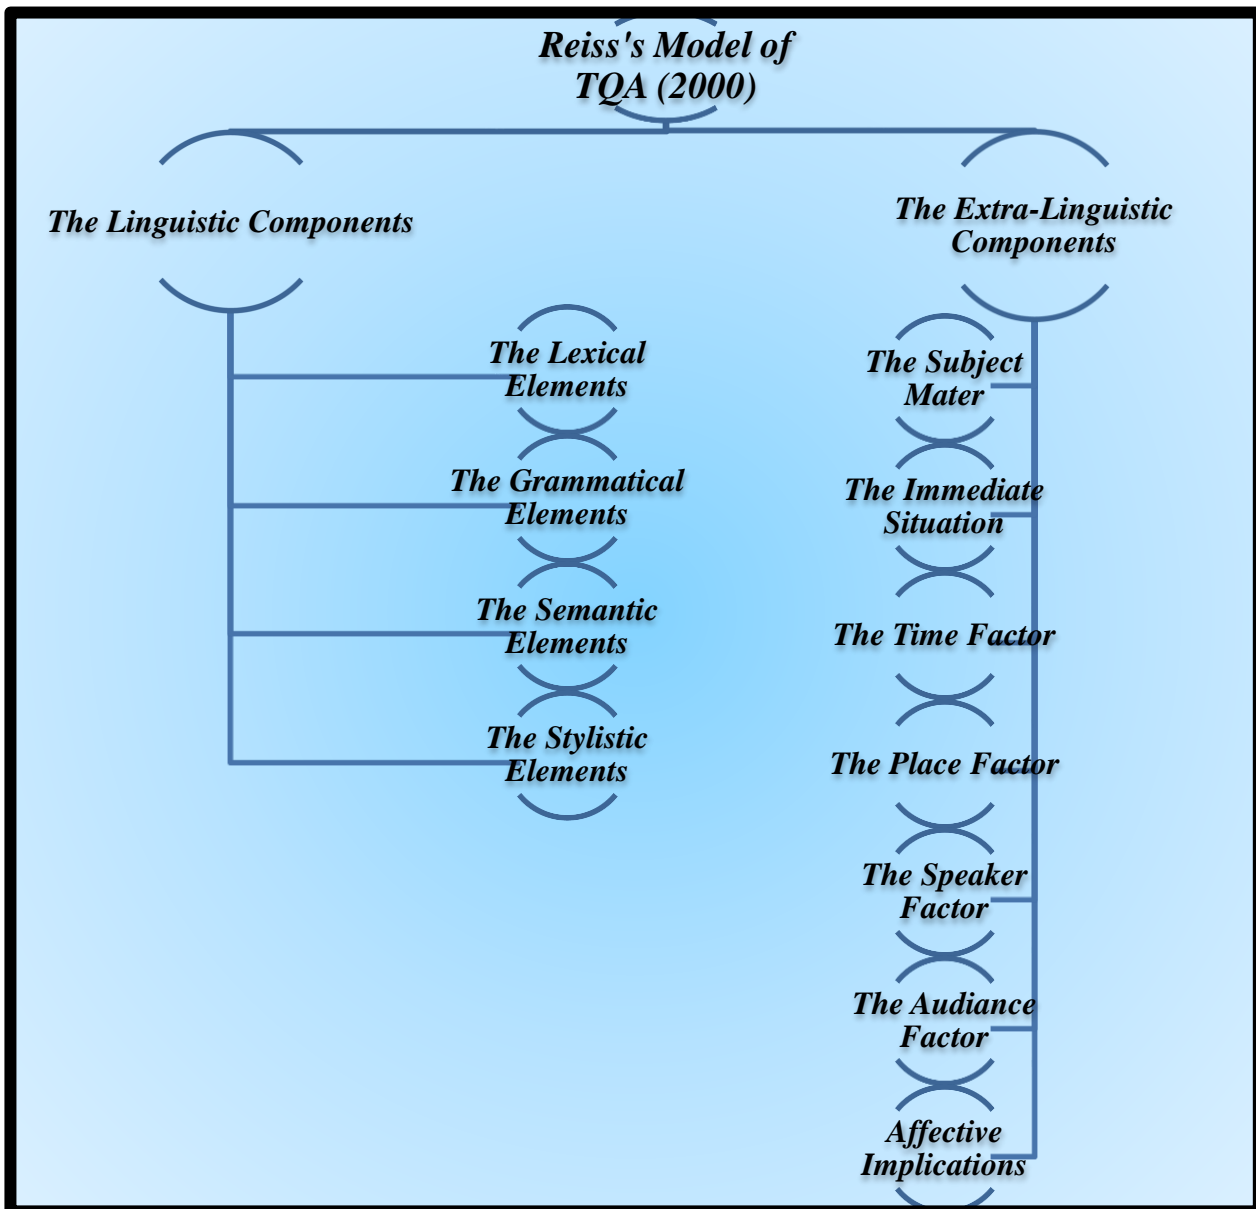 Reiss's Model of
TQA (2000)
The Linguistic Components
The Extra-Linguistic
Components
The Lexical
Elements
The Grammatical
Elements
The Semantic
Elements
The Stylistic
Elements
The Subject
Mater
The Immediate
Situation
The Time Factor
The Place Factor
The Speaker
Factor
The Audiance
Factor
Affective
Implications